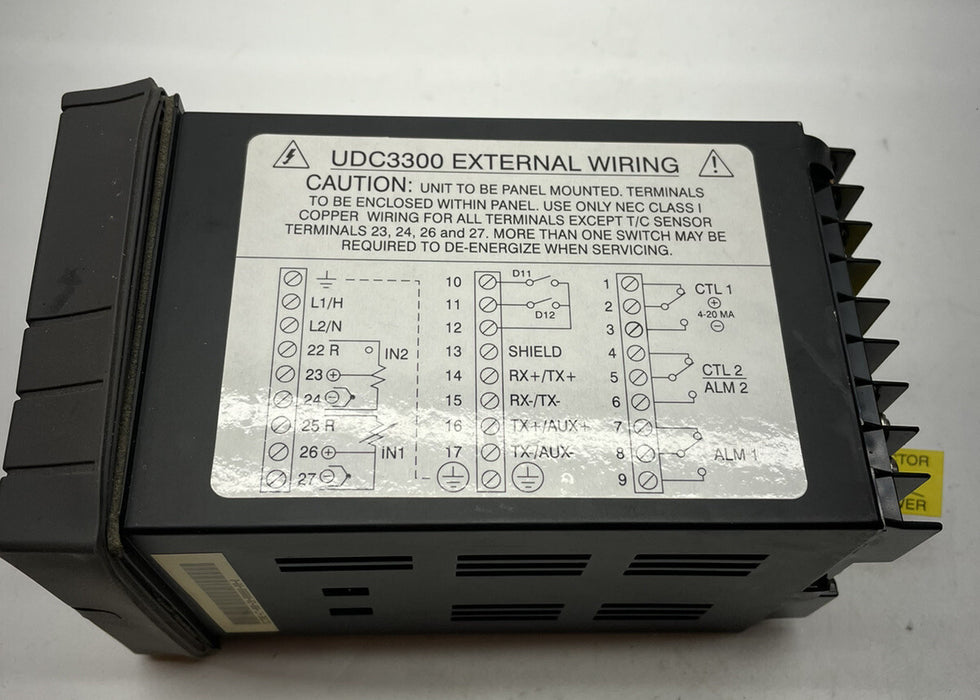 UDC3300 EXTERNAL WIRING
CAUTION: UNIT TO BE PANEL MOUNTED. TERMINALS
TO BE ENCLOSED WITHIN PANEL. USE ONLY NEC CLASS I
COPPER WIRING FOR ALL TERMINALS EXCEPT T/C SENSOR
TERMINALS 23, 24, 26 and 27. MORE THAN ONE SWITCH MAY BE
REQUIRED TO DE-ENERGIZE WHEN SERVICING.
L1/H
L2/N
22 R IN2
23 +
24 -
25 R
26 + IN1
27 -
10 DI1
11
DI2
12
13 SHIELD
14 RX+/TX+
15 RX-/TX-
16 TX+/AUX+
17 TX-/AUX-
1 CTL 1
2 +
4-20 MA
3 -
4
CTL 2
5
ALM 2
6
7
8 ALM 1
9
TOR
VER